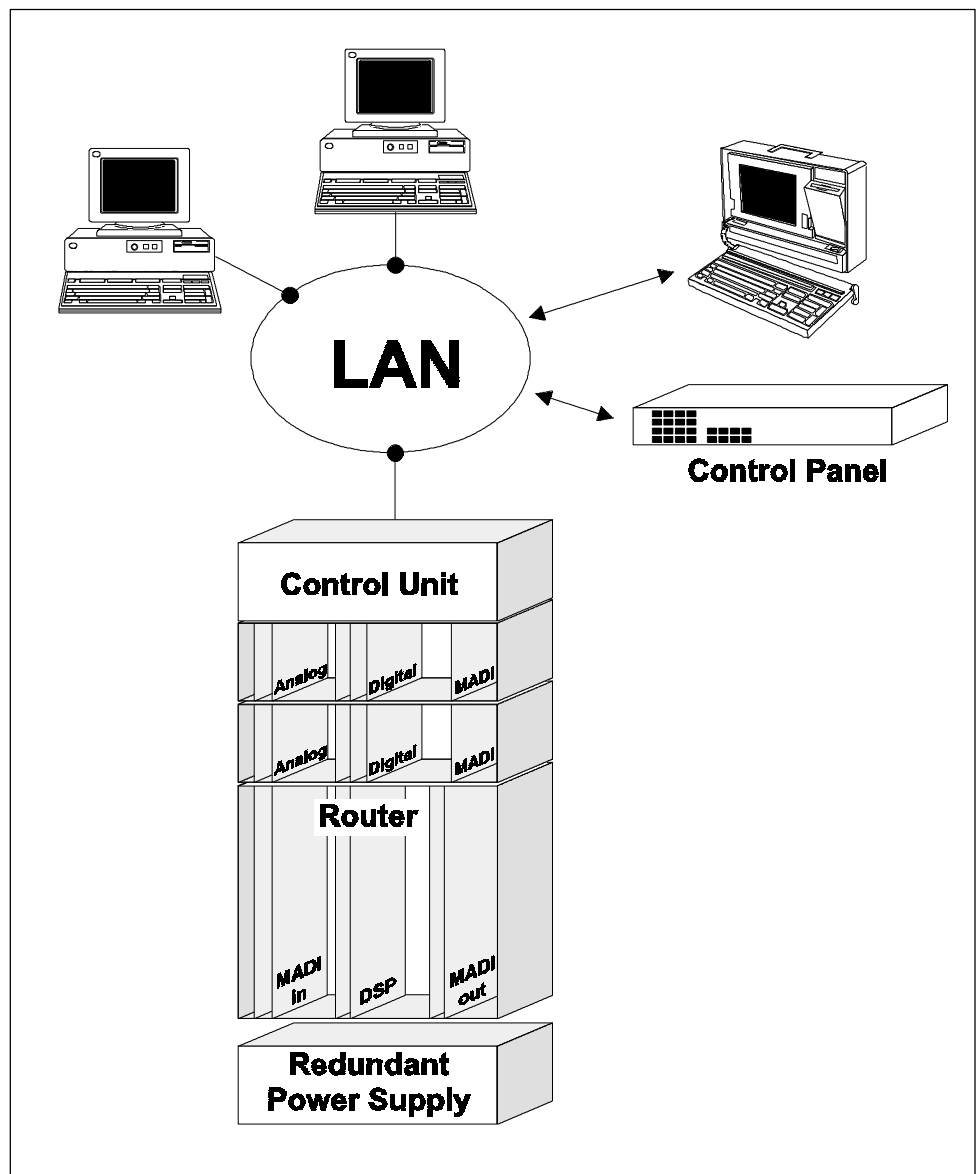 LAN
Control Panel
Control Unit
Analog
Digital
MADI
Analog
Digital
MADI
Router
MADI
in
DSP
MADI
out
Redundant
Power Supply